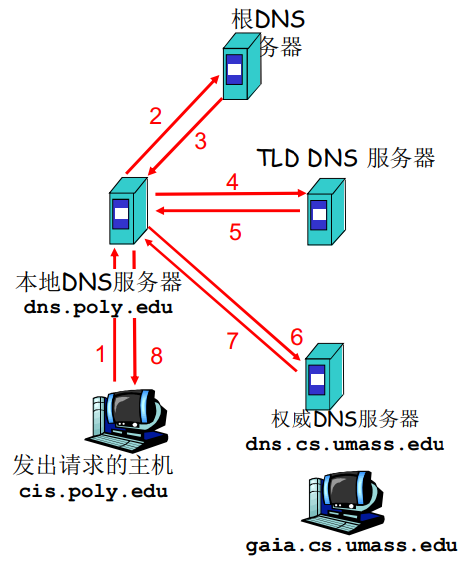 根DNS
务器
2
3
TLD DNS 服务器
4
5
本地DNS服务器
dns.poly.edu
6
7
1
8
权威DNS服务器
dns.cs.umass.edu
发出请求的主机
cis.poly.edu
gaia.cs.umass.edu